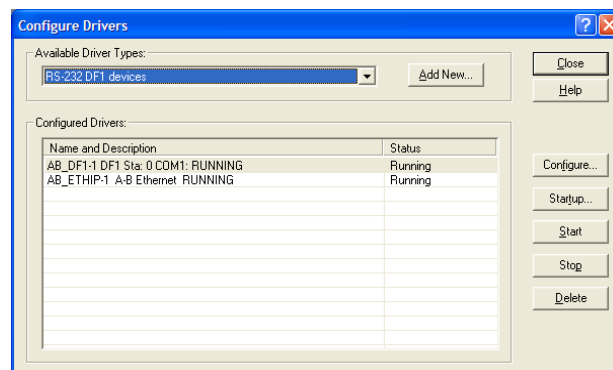 Configure Drivers
Available Driver Types:
RS-232 DF1 devices
Add New...
Close
Help
Configured Drivers:
Name and Description Status
AB_DF1-1 DF1 Sta: 0 COM1: RUNNING Running
AB_ETHIP-1 A-B Ethernet RUNNING Running
Configure...
Startup...
Start
Stop
Delete